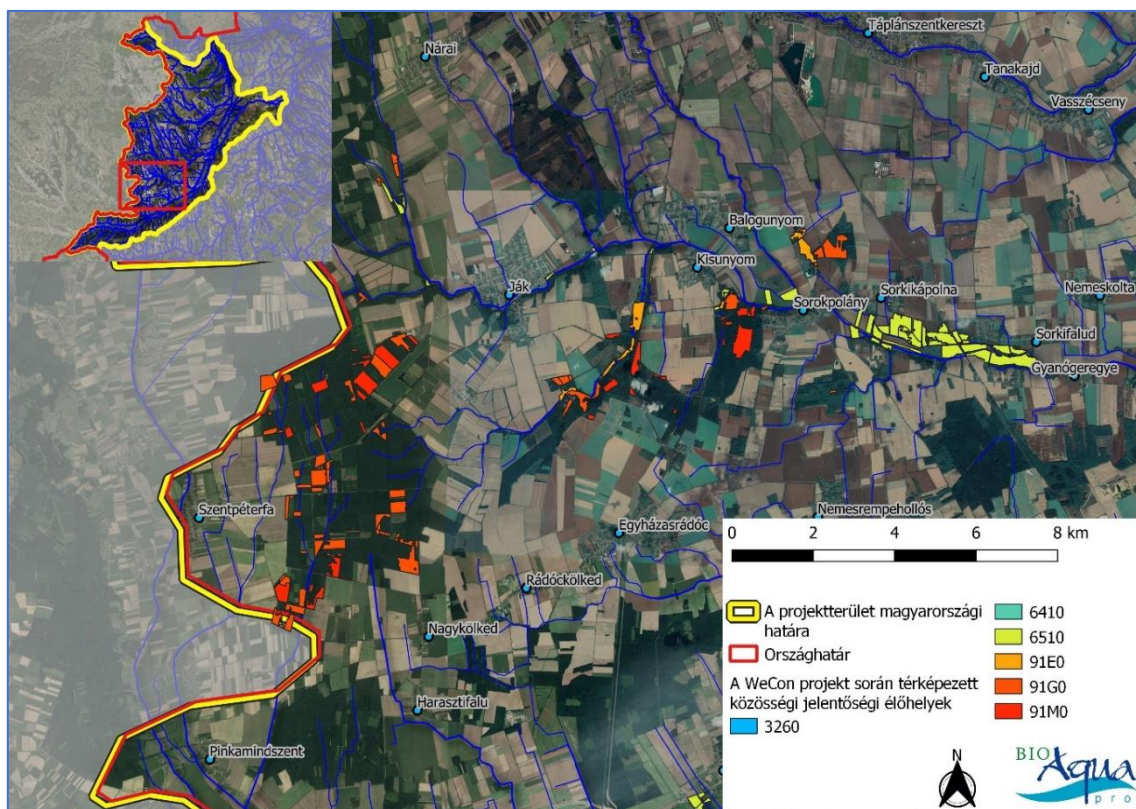 Táplánszentkereszt
Nárai
Tanakajd
Vasszécseny
Balogunyom
Kisunyom
Ják
Sorokpolány
Sorkikápolna
Nemeskolta
Sorkifalud
Gyanógeregye
Szentpéterfa
Egyházasrádóc
Nemesrempehollós
Rádóckölked
Nagykölked
Harasztifalu
Pinkamindszent
0 2 4 6 8 km
A projektterület magyarországi
határa
Országhatár
A WeCon projekt során térképezett
közösségi jelentőségi élőhelyek
3260
6410
6510
91E0
91G0
91M0
N
BIO
Aqua
pro